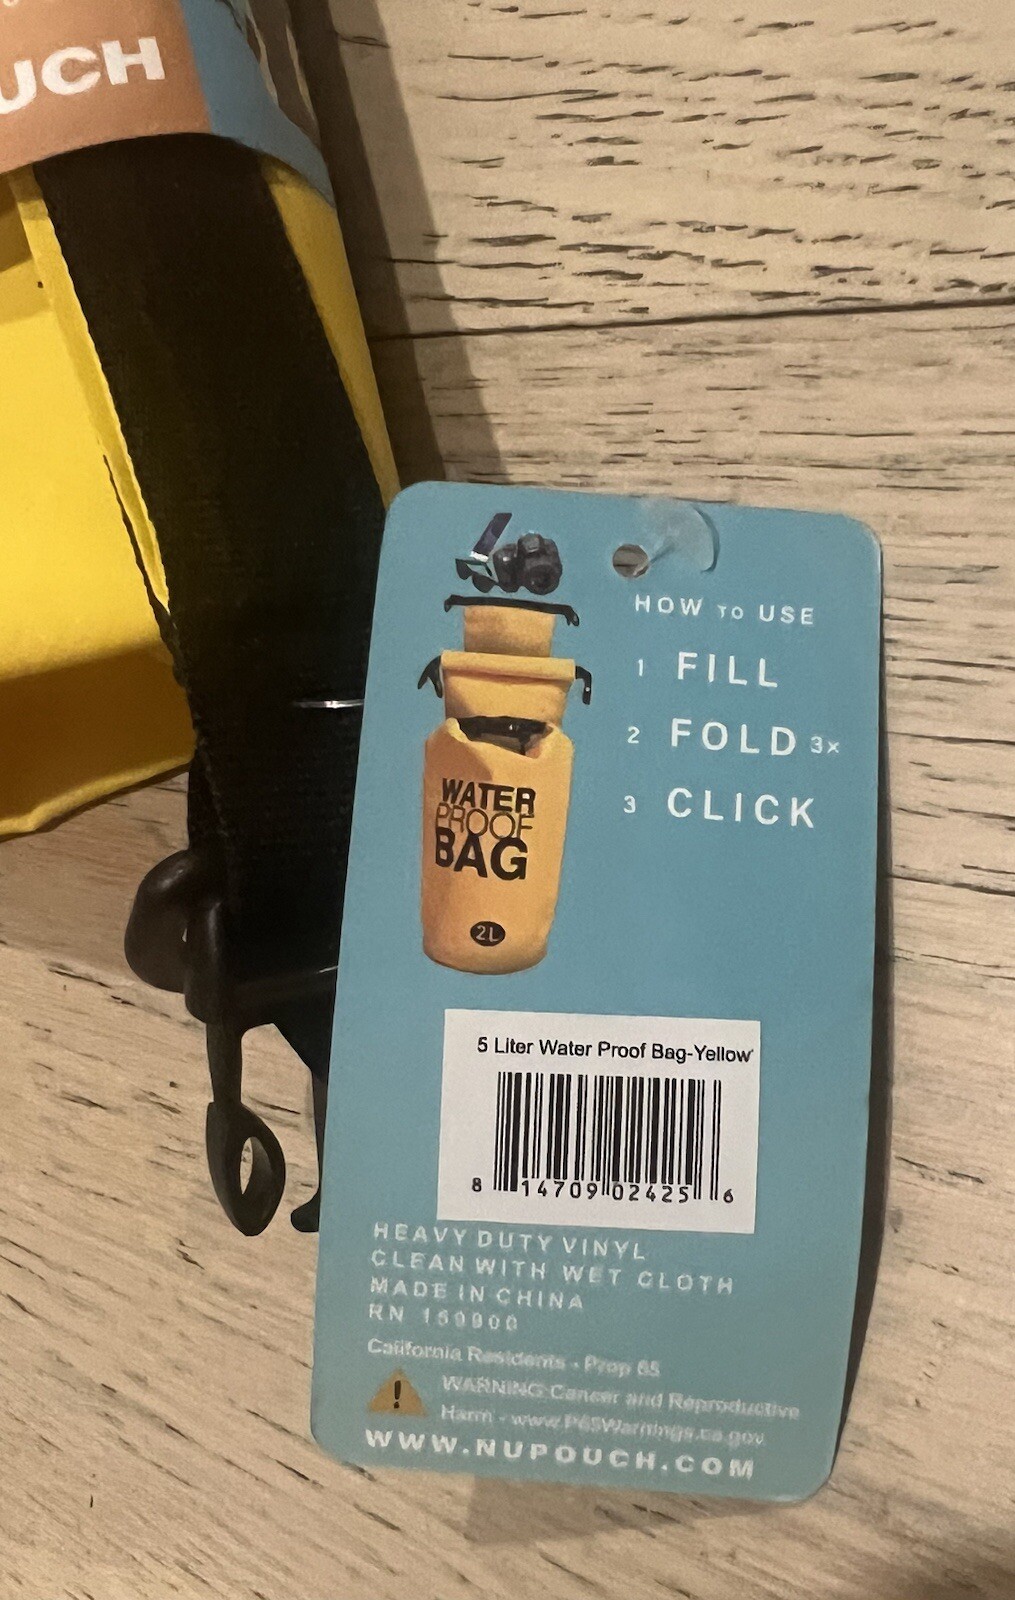 UCH
HOW TO USE
1 FILL
2 FOLD 3x
3 CLICK
WATER
PROOF
BAG
2L
5 Liter Water Proof Bag-Yellow
8 14709 02425 6
HEAVY DUTY VINYL
CLEAN WITH WET CLOTH
MADE IN CHINA
RN
California Residents - Prop 65
WARNING: Cancer and Reproductive
Harm - www.P65Warnings.ca.gov
WWW.NUPOUCH.COM